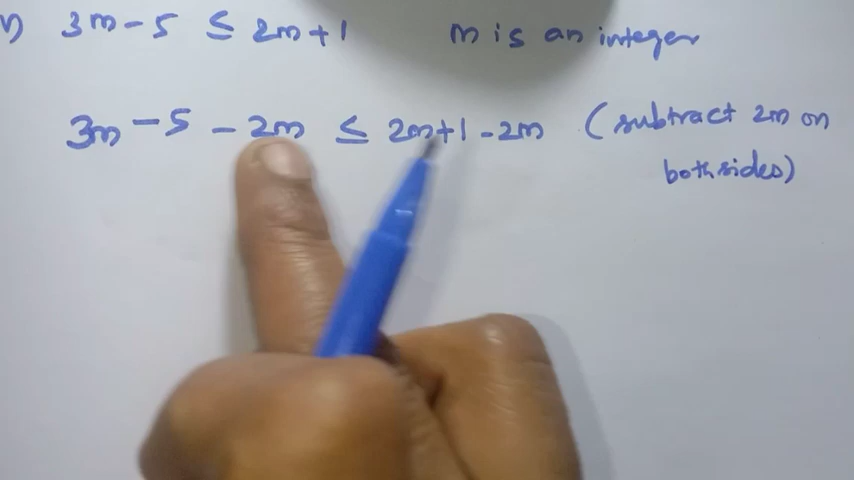 3m - 5 ≤ 2m + 1 m is an integer
3m - 5 - 2m ≤ 2m + 1 - 2m (subtract 2m on
both sides)